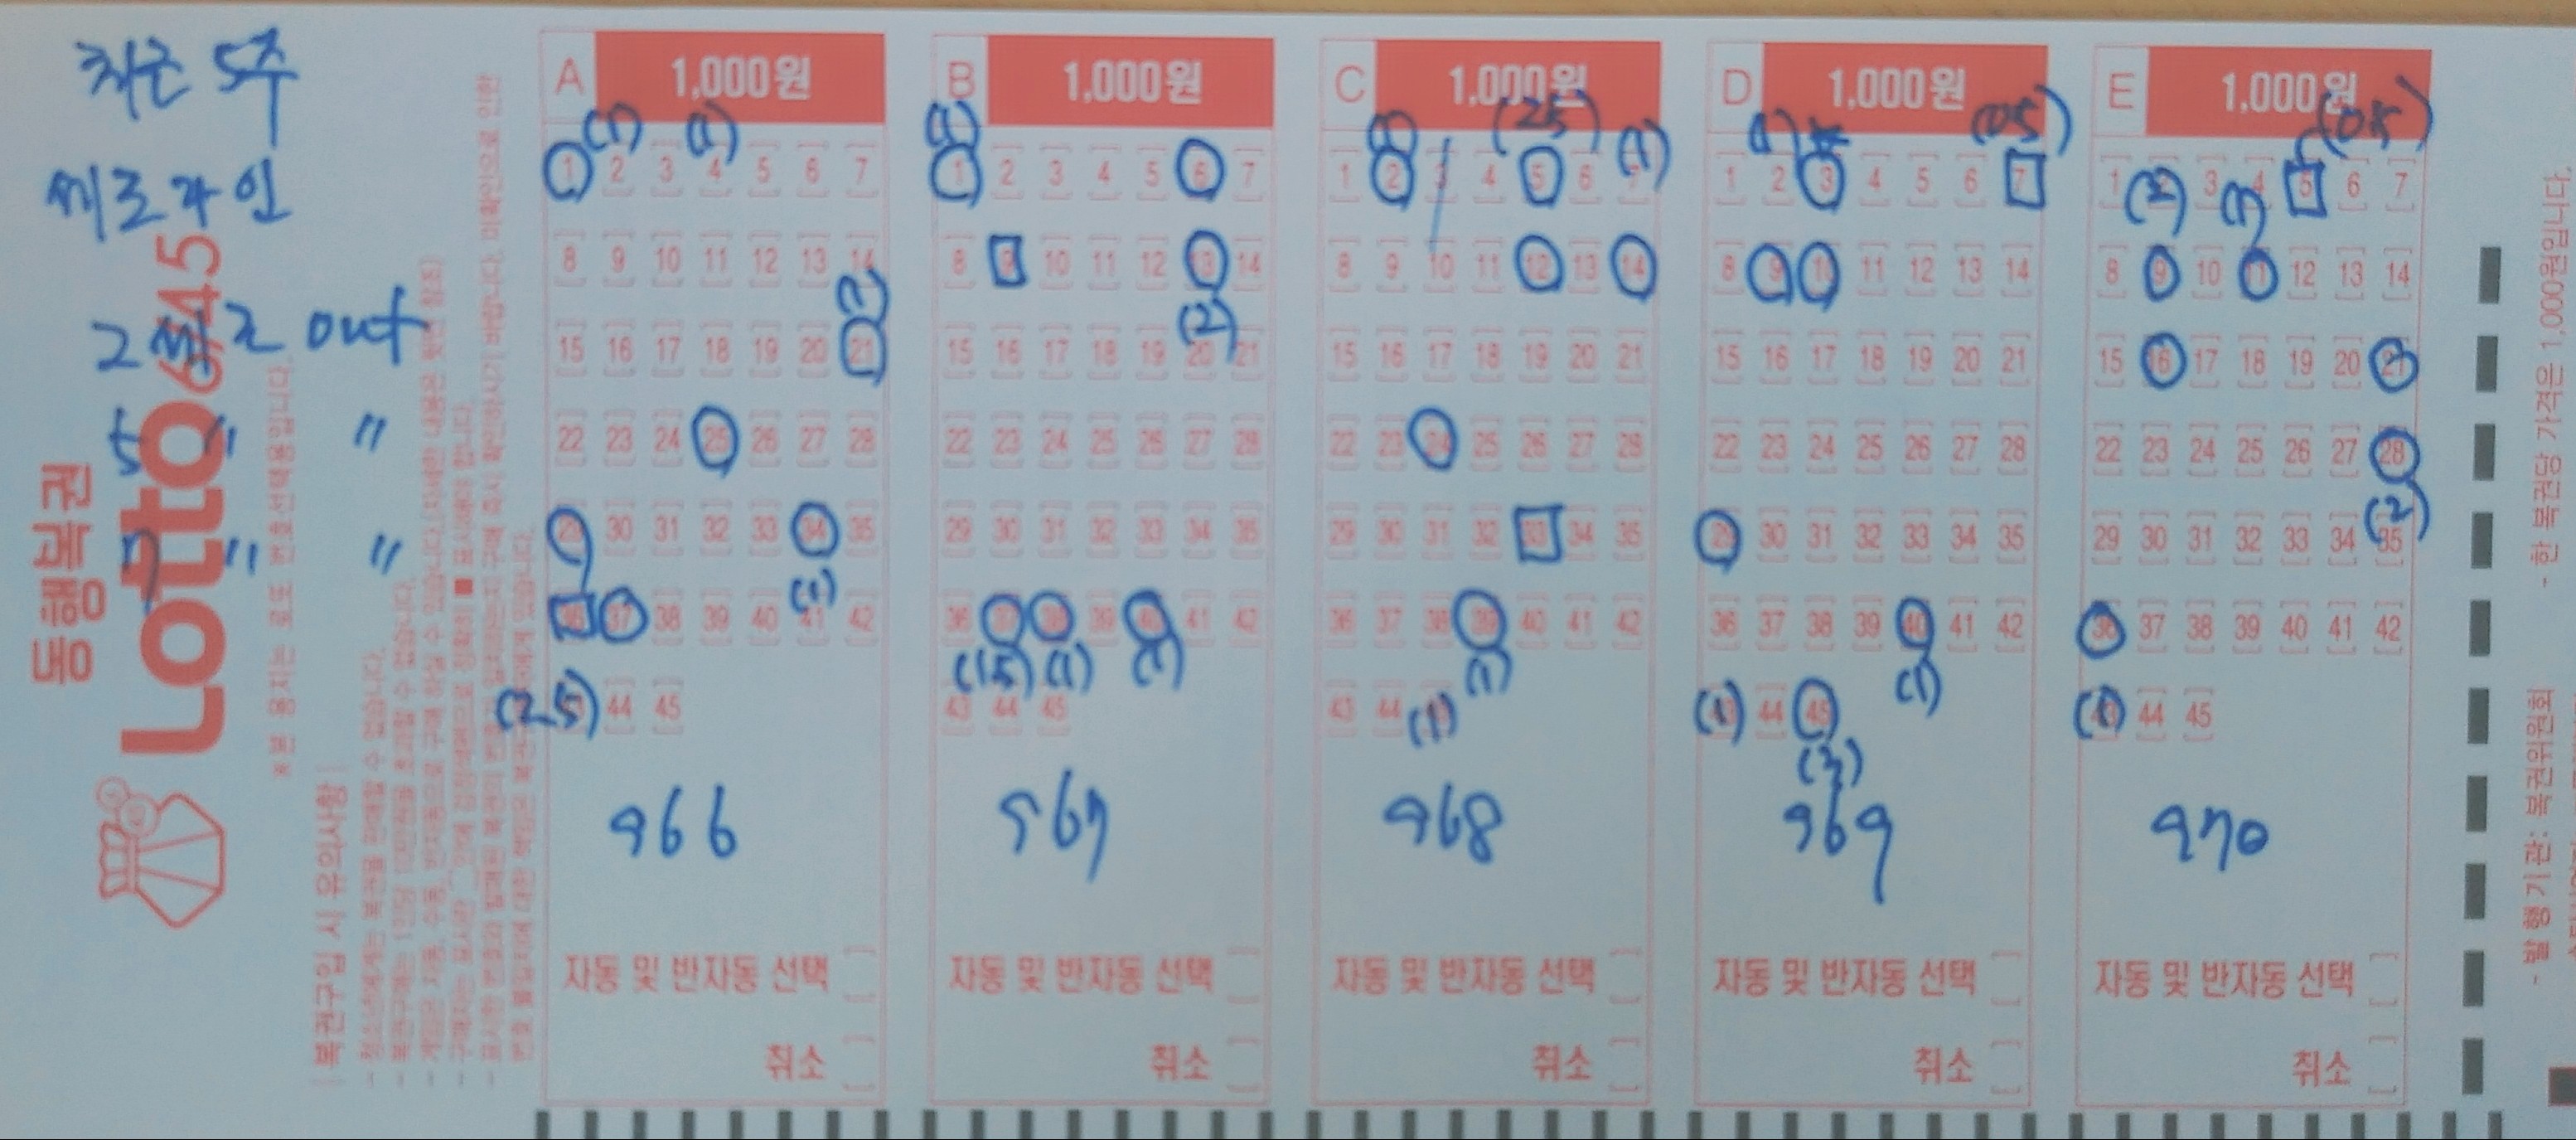 최근 5주
세로라인
2 세로 out
5 〃 〃
7 〃 〃
동행복권
Lotto 6/45
[복권구입 시 유의사항]
A 1,000원
(1) (1)
1 2 3 4 5 6 7
8 9 10 11 12 13 14
(2)
15 16 17 18 19 20 21
22 23 24 25 26 27 28
29 30 31 32 33 34 35
(1)
36 37 38 39 40 41 42
(2.5) 44 45
966
자동 및 반자동 선택
취소
B 1,000원
(1)
1 2 3 4 5 6 7
8 9 10 11 12 13 14
(2)
15 16 17 18 19 20 21
22 23 24 25 26 27 28
29 30 31 32 33 34 35
36 37 38 39 40 41 42
(1.5) (1) (1)
43 44 45
967
자동 및 반자동 선택
취소
C 1,000원
(1) (2.5) (1)
1 2 3 4 5 6 7
8 9 10 11 12 13 14
15 16 17 18 19 20 21
22 23 24 25 26 27 28
29 30 31 32 33 34 35
36 37 38 39 40 41 42
(1)
43 44 (1)
968
자동 및 반자동 선택
취소
D 1,000원
(0.5)
1 2 3 4 5 6 7
8 9 10 11 12 13 14
15 16 17 18 19 20 21
22 23 24 25 26 27 28
29 30 31 32 33 34 35
36 37 38 39 40 41 42
(1)
(1) 44 45
(3)
969
자동 및 반자동 선택
취소
E 1,000원
(0.5)
1 (2) 3 4 5 6 7
(1)
8 9 10 11 12 13 14
15 16 17 18 19 20 21
22 23 24 25 26 27 28
(2)
29 30 31 32 33 34 35
36 37 38 39 40 41 42
(1) 44 45
970
자동 및 반자동 선택
취소
- 한 복권당 가격은 1,000원입니다.
- 발 행 기 관: 복권위원회